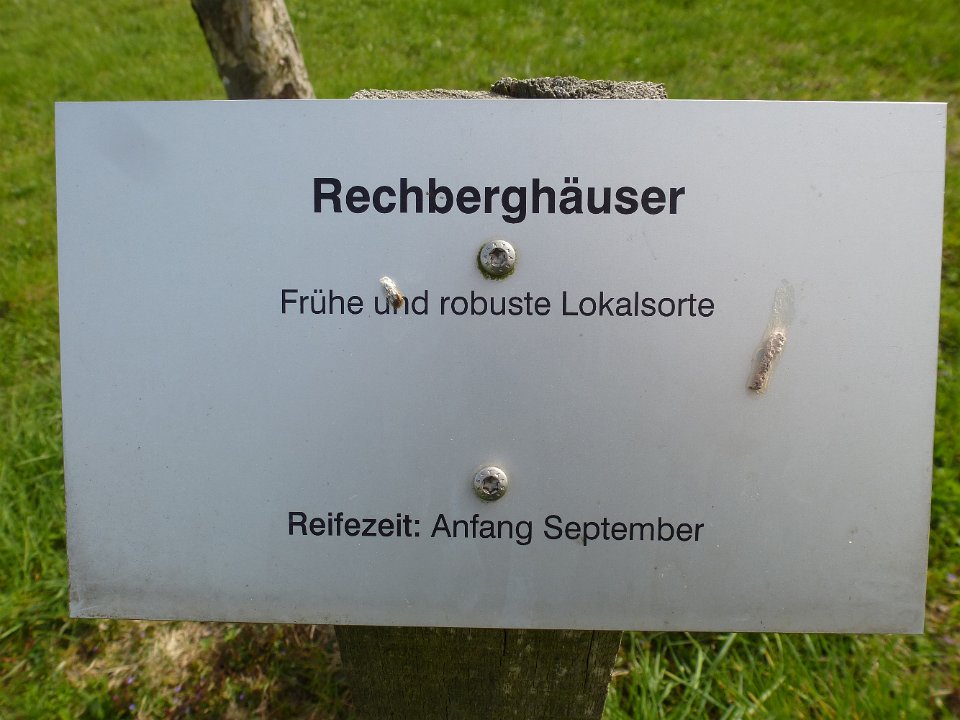 Rechberghäuser
Frühe und robuste Lokalsorte
Reifezeit: Anfang September